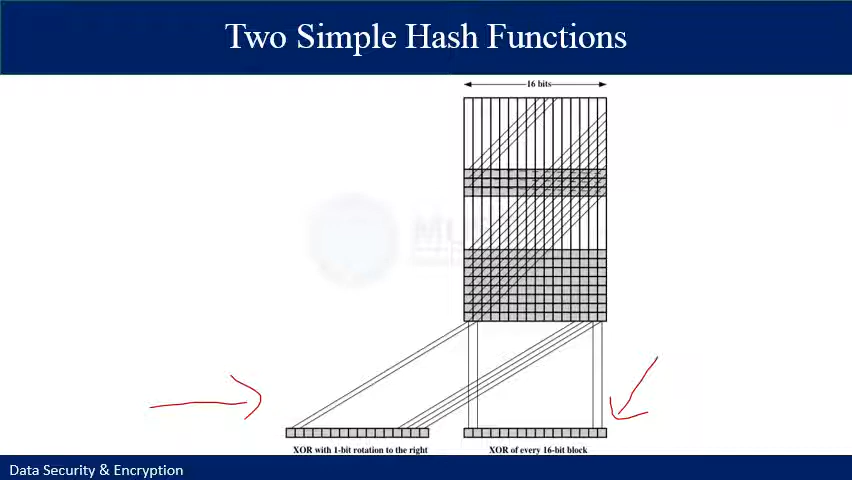 Two Simple Hash Functions
16 bits
XOR with 1-bit rotation to the right
XOR of every 16-bit block
Data Security & Encryption